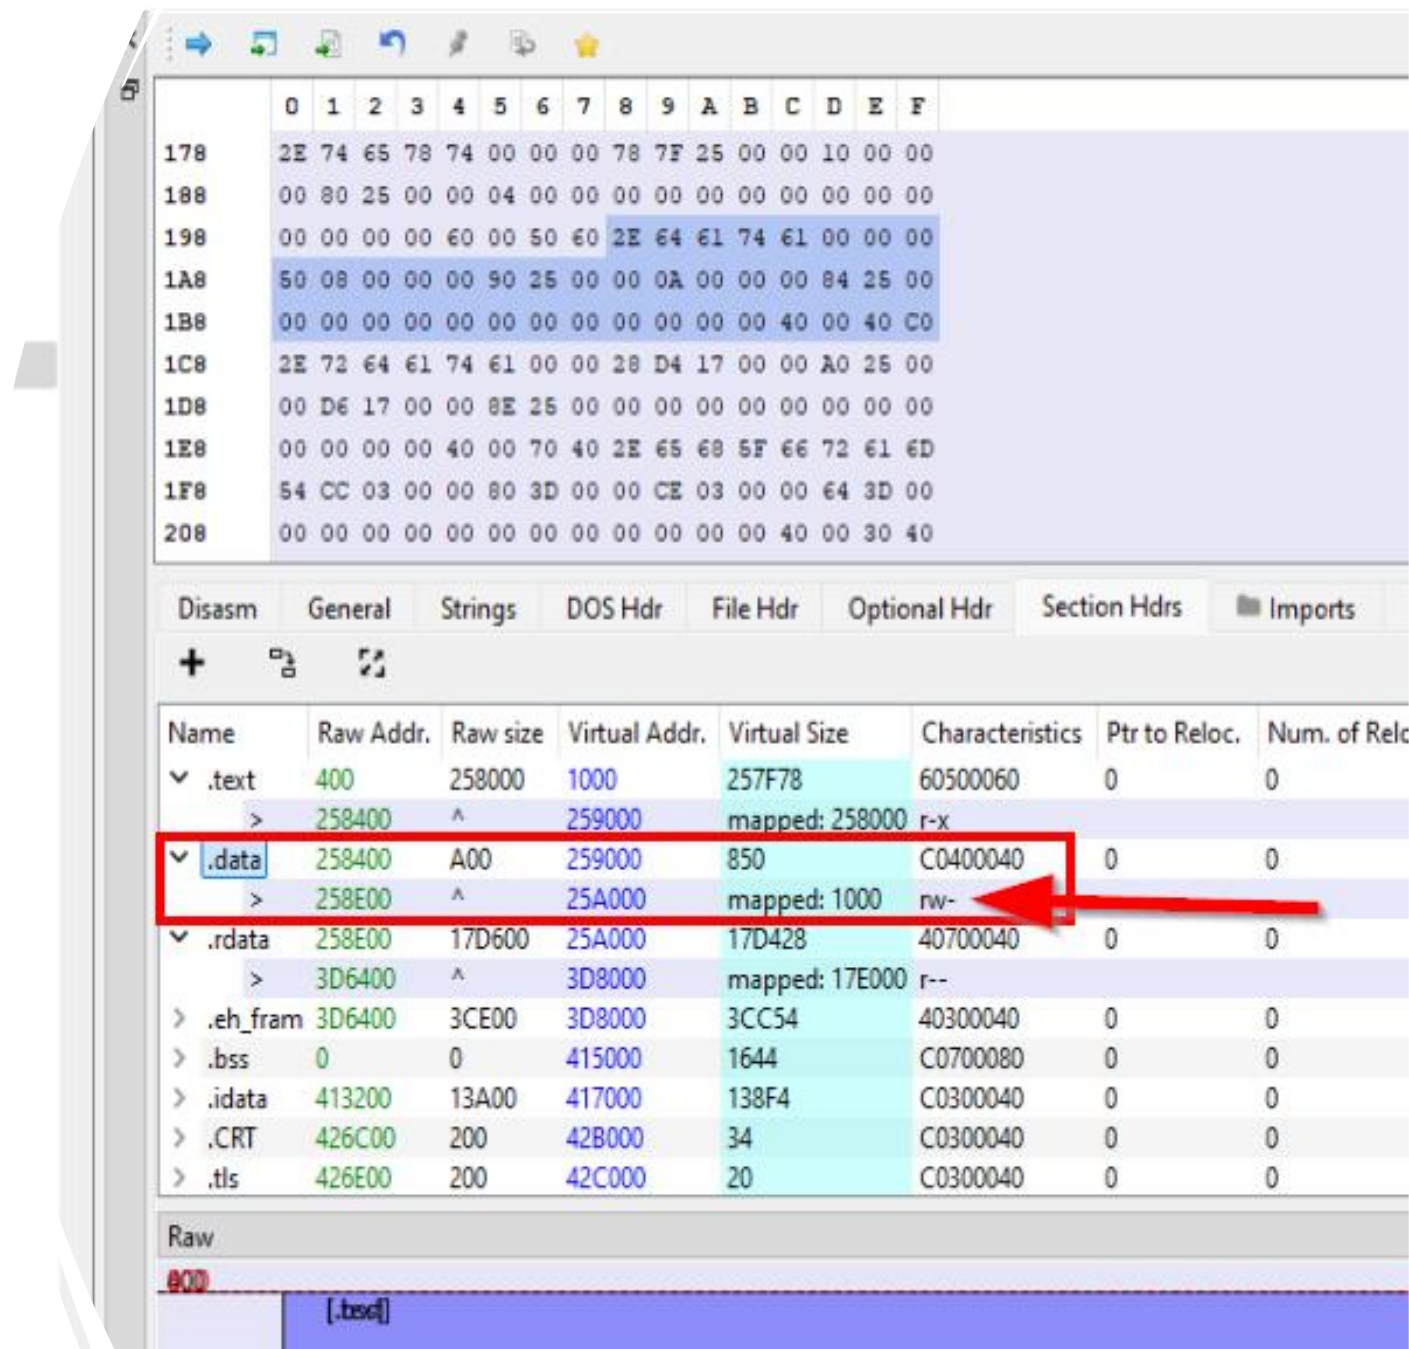 0 1 2 3 4 5 6 7 8 9 A B C D E F
178 2E 74 65 78 74 00 00 00 78 7F 25 00 00 10 00 00
188 00 80 25 00 00 04 00 00 00 00 00 00 00 00 00 00
198 00 00 00 00 60 00 50 60 2E 64 61 74 61 00 00 00
1A8 50 08 00 00 00 90 25 00 00 0A 00 00 00 84 25 00
1B8 00 00 00 00 00 00 00 00 00 00 00 00 40 00 40 C0
1C8 2E 72 64 61 74 61 00 00 28 D4 17 00 00 A0 25 00
1D8 00 D6 17 00 00 8E 25 00 00 00 00 00 00 00 00 00
1E8 00 00 00 00 40 00 70 40 2E 65 68 5F 66 72 61 6D
1F8 54 CC 03 00 00 80 3D 00 00 CE 03 00 00 64 3D 00
208 00 00 00 00 00 00 00 00 00 00 00 00 40 00 30 40
Disasm General Strings DOS Hdr File Hdr Optional Hdr Section Hdrs Imports
Name Raw Addr. Raw size Virtual Addr. Virtual Size Characteristics Ptr to Reloc. Num. of Relo
.text 400 258000 1000 257F78 60500060 0 0
> 258400 ^ 259000 mapped: 258000 r-x
.data 258400 A00 259000 850 C0400040 0 0
> 258E00 ^ 25A000 mapped: 1000 rw-
.rdata 258E00 17D600 25A000 17D428 40700040 0 0
> 3D6400 ^ 3D8000 mapped: 17E000 r--
> .eh_fram 3D6400 3CE00 3D8000 3CC54 40300040 0 0
> .bss 0 0 415000 1644 C0700080 0 0
> .idata 413200 13A00 417000 138F4 C0300040 0 0
> .CRT 426C00 200 42B000 34 C0300040 0 0
> .tls 426E00 200 42C000 20 C0300040 0 0
Raw